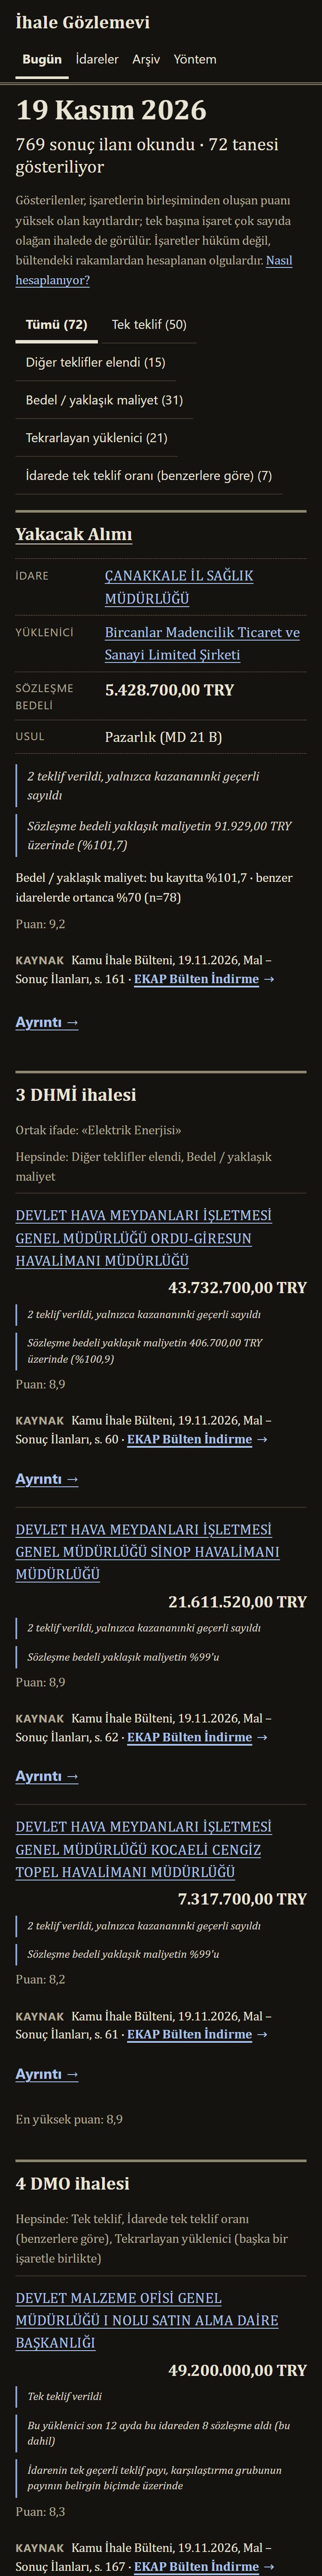 İhale Gözlemevi
Bugün İdareler Arşiv Yöntem
19 Kasım 2026
769 sonuç ilanı okundu · 72 tanesi
gösteriliyor
Gösterilenler, işaretlerin birleşiminden oluşan puanı
yüksek olan kayıtlardır; tek başına işaret çok sayıda
olağan ihalede de görülür. İşaretler hüküm değil,
bültendeki rakamlardan hesaplanan olgulardır. Nasıl
hesaplanıyor?
Tümü (72) Tek teklif (50)
Diğer teklifler elendi (15)
Bedel / yaklaşık maliyet (31)
Tekrarlayan yüklenici (21)
İdarede tek teklif oranı (benzerlere göre) (7)
Yakacak Alımı
İDARE ÇANAKKALE İL SAĞLIK
MÜDÜRLÜĞÜ
YÜKLENİCİ Bircanlar Madencilik Ticaret ve
Sanayi Limited Şirketi
SÖZLEŞME 5.428.700,00 TRY
BEDELİ
USUL Pazarlık (MD 21 B)
2 teklif verildi, yalnızca kazananınki geçerli
sayıldı
Sözleşme bedeli yaklaşık maliyetin 91.929,00 TRY
üzerinde (%101,7)
Bedel / yaklaşık maliyet: bu kayıtta %101,7 · benzer
idarelerde ortanca %70 (n=78)
Puan: 9,2
KAYNAK Kamu İhale Bülteni, 19.11.2026, Mal –
Sonuç İlanları, s. 161 · EKAP Bülten İndirme →
Ayrıntı →
3 DHMİ ihalesi
Ortak ifade: «Elektrik Enerjisi»
Hepsinde: Diğer teklifler elendi, Bedel / yaklaşık
maliyet
DEVLET HAVA MEYDANLARI İŞLETMESİ
GENEL MÜDÜRLÜĞÜ ORDU-GİRESUN
HAVALİMANI MÜDÜRLÜĞÜ
43.732.700,00 TRY
2 teklif verildi, yalnızca kazananınki geçerli sayıldı
Sözleşme bedeli yaklaşık maliyetin 406.700,00 TRY
üzerinde (%100,9)
Puan: 8,9
KAYNAK Kamu İhale Bülteni, 19.11.2026, Mal –
Sonuç İlanları, s. 60 · EKAP Bülten İndirme →
Ayrıntı →
DEVLET HAVA MEYDANLARI İŞLETMESİ
GENEL MÜDÜRLÜĞÜ SİNOP HAVALİMANI
MÜDÜRLÜĞÜ
21.611.520,00 TRY
2 teklif verildi, yalnızca kazananınki geçerli sayıldı
Sözleşme bedeli yaklaşık maliyetin %99'u
Puan: 8,9
KAYNAK Kamu İhale Bülteni, 19.11.2026, Mal –
Sonuç İlanları, s. 62 · EKAP Bülten İndirme →
Ayrıntı →
DEVLET HAVA MEYDANLARI İŞLETMESİ
GENEL MÜDÜRLÜĞÜ KOCAELİ CENGİZ
TOPEL HAVALİMANI MÜDÜRLÜĞÜ
7.317.700,00 TRY
2 teklif verildi, yalnızca kazananınki geçerli sayıldı
Sözleşme bedeli yaklaşık maliyetin %99'u
Puan: 8,2
KAYNAK Kamu İhale Bülteni, 19.11.2026, Mal –
Sonuç İlanları, s. 61 · EKAP Bülten İndirme →
Ayrıntı →
En yüksek puan: 8,9
4 DMO ihalesi
Hepsinde: Tek teklif, İdarede tek teklif oranı
(benzerlere göre), Tekrarlayan yüklenici (başka bir
işaretle birlikte)
DEVLET MALZEME OFİSİ GENEL
MÜDÜRLÜĞÜ I NOLU SATIN ALMA DAİRE
BAŞKANLIĞI
49.200.000,00 TRY
Tek teklif verildi
Bu yüklenici son 12 ayda bu idareden 8 sözleşme aldı (bu
dahil)
İdarenin tek geçerli teklif payı, karşılaştırma grubunun
payının belirgin biçimde üzerinde
Puan: 8,3
KAYNAK Kamu İhale Bülteni, 19.11.2026, Mal –
Sonuç İlanları, s. 167 · EKAP Bülten İndirme →